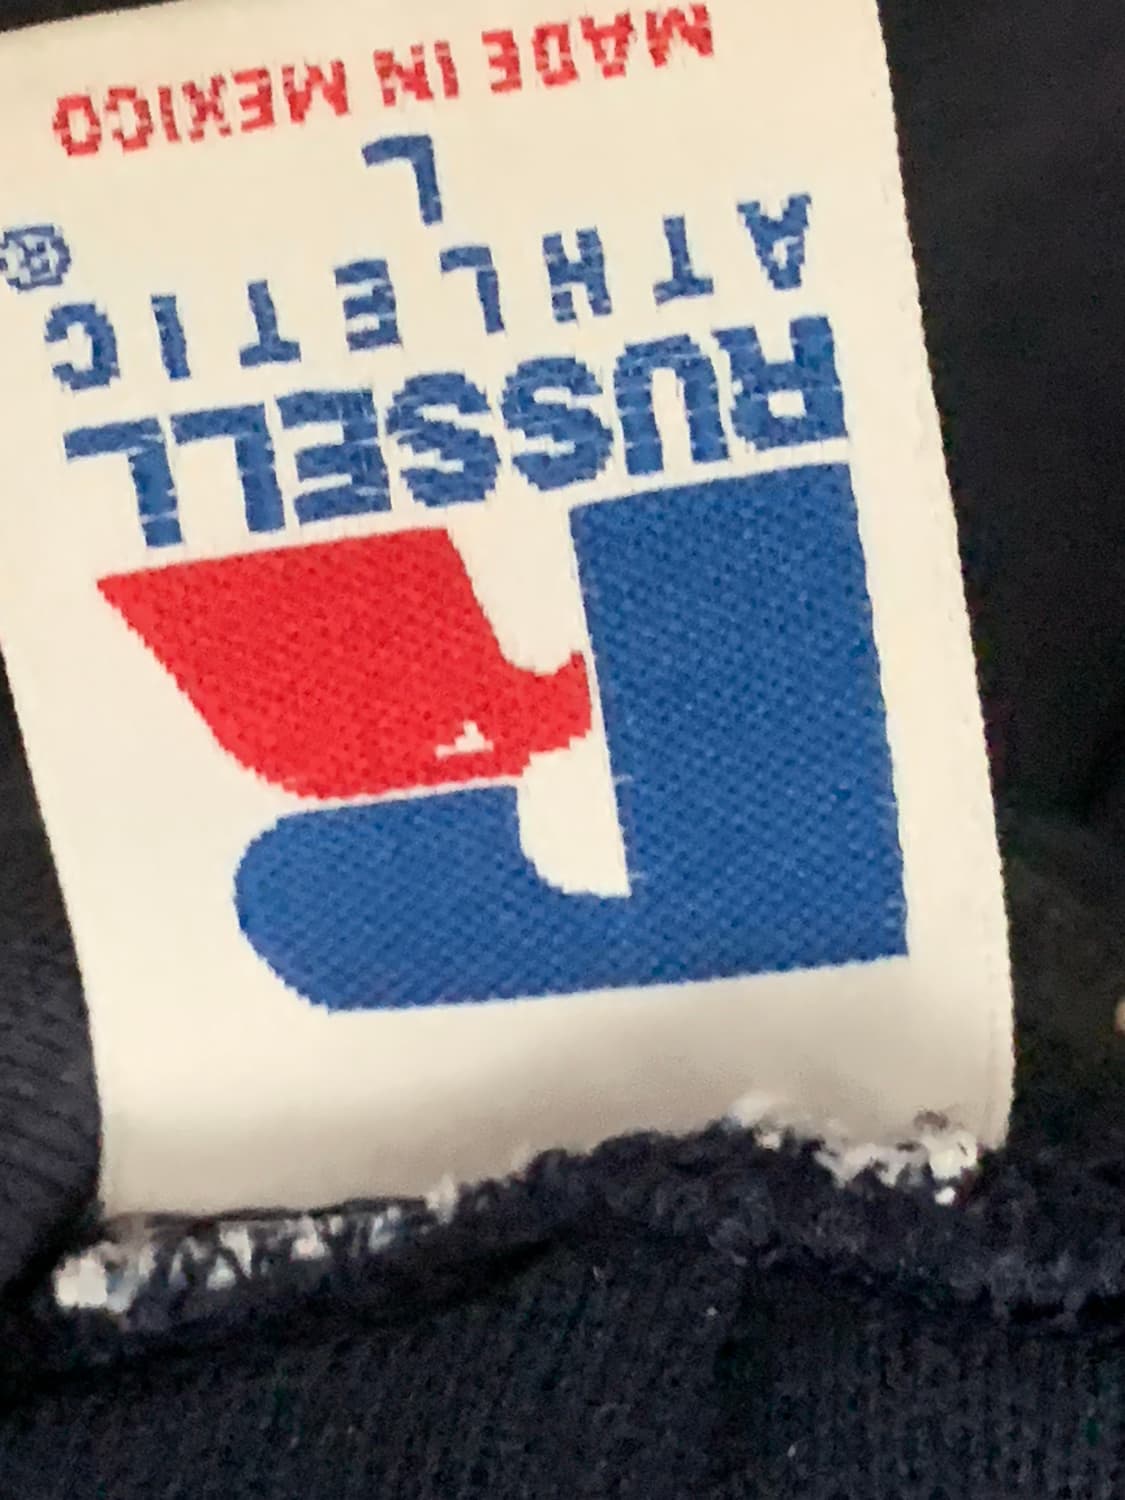 RUSSELL
ATHLETIC ®
L
MADE IN MEXICO